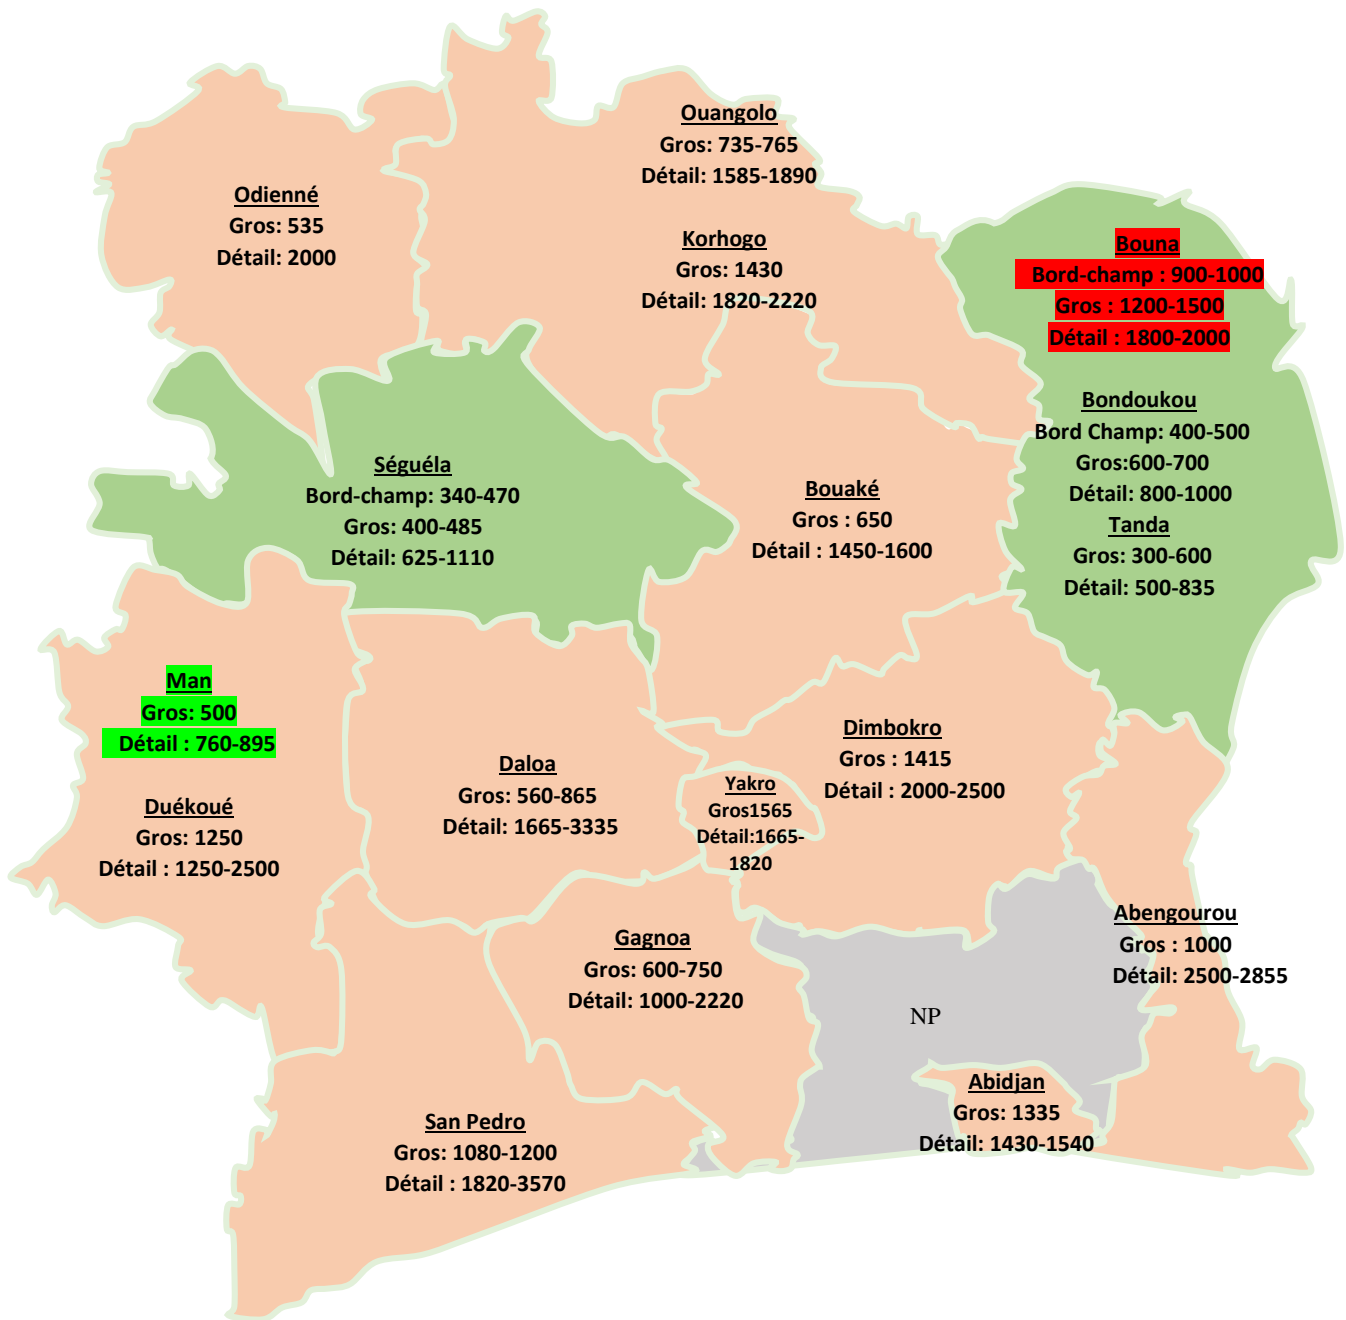 Ouangolo
Gros: 735-765
Détail: 1585-1890
Odienné
Gros: 535
Détail: 2000
Korhogo
Gros: 1430
Détail: 1820-2220
Bouna
Bord-champ : 900-1000
Gros : 1200-1500
Détail : 1800-2000
Bondoukou
Bord Champ: 400-500
Gros:600-700
Détail: 800-1000
Tanda
Gros: 300-600
Détail: 500-835
Séguéla
Bord-champ: 340-470
Gros: 400-485
Détail: 625-1110
Bouaké
Gros : 650
Détail : 1450-1600
Man
Gros: 500
Détail : 760-895
Duékoué
Gros: 1250
Détail : 1250-2500
Daloa
Gros: 560-865
Détail: 1665-3335
Yakro
Gros1565
Détail:1665-
1820
Dimbokro
Gros : 1415
Détail : 2000-2500
Gagnoa
Gros: 600-750
Détail: 1000-2220
NP
Abengourou
Gros : 1000
Détail: 2500-2855
San Pedro
Gros: 1080-1200
Détail : 1820-3570
Abidjan
Gros: 1335
Détail: 1430-1540